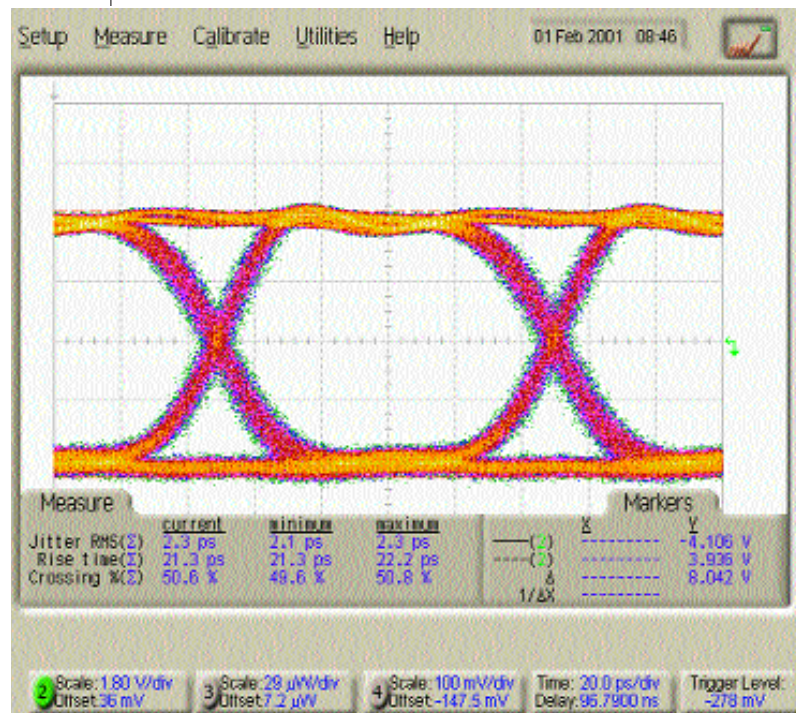 Setup Measure Calibrate Utilities Help 01 Feb 2001 08:46
Measure
current minimum maximum
Jitter RMS(Σ) 2.3 ps 2.1 ps 2.3 ps
Rise time(Σ) 21.3 ps 21.3 ps 22.2 ps
Crossing %(Σ) 50.6 % 49.6 % 50.8 %
Markers
X Y
——(2) --------- -4.106 V
----(2) --------- 3.936 V
Δ --------- 8.042 V
1/ΔX ---------
2 Scale: 1.80 V/div
Offset: 36 mV
3 Scale: 29 µW/div
Offset: 7.2 µW
4 Scale: 100 mV/div
Offset: -147.5 mV
Time: 20.0 ps/div
Delay: 96.7900 ns
Trigger Level:
-278 mV